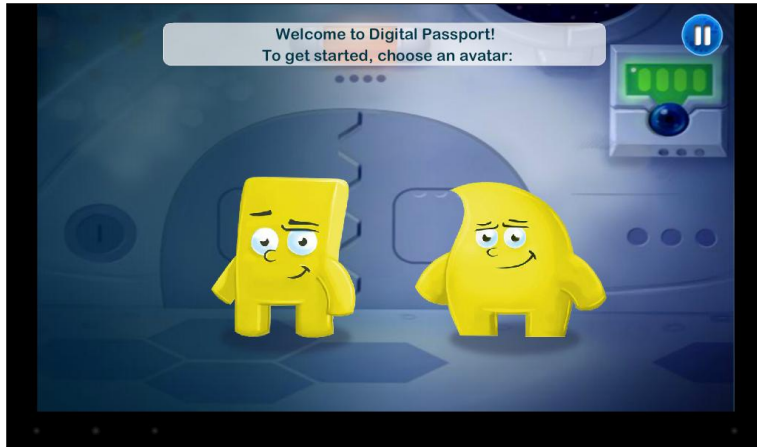 Welcome to Digital Passport!
To get started, choose an avatar: